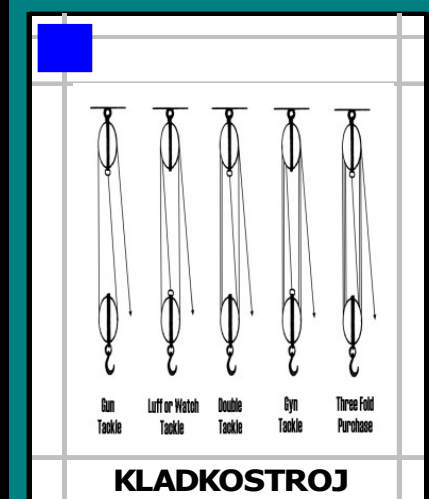 Gun Tackle
Luff or Watch Tackle
Double Tackle
Gyn Tackle
Three Fold Purchase
KLADKOSTROJ